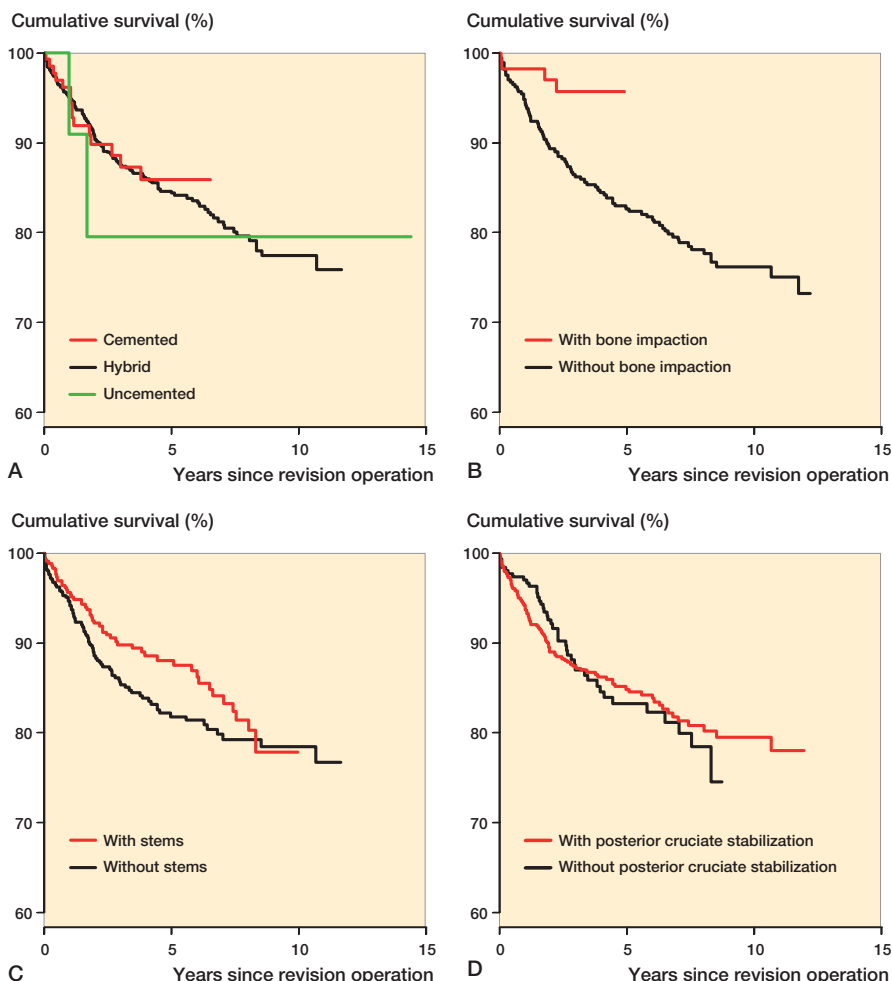 Cumulative survival (%)
100
90
80
70
60
Cemented
Hybrid
Uncemented
0 5 10 15
A Years since revision operation
Cumulative survival (%)
100
90
80
70
60
With bone impaction
Without bone impaction
0 5 10 15
B Years since revision operation
Cumulative survival (%)
100
90
80
70
60
With stems
Without stems
0 5 10 15
C Years since revision operation
Cumulative survival (%)
100
90
80
70
60
With posterior cruciate stabilization
Without posterior cruciate stabilization
0 5 10 15
D Years since revision operation